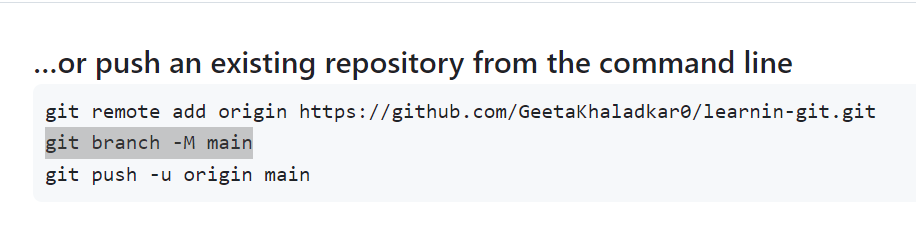 ...or push an existing repository from the command line
git remote add origin https://github.com/GeetaKhaladkar0/learnin-git.git
git branch -M main
git push -u origin main